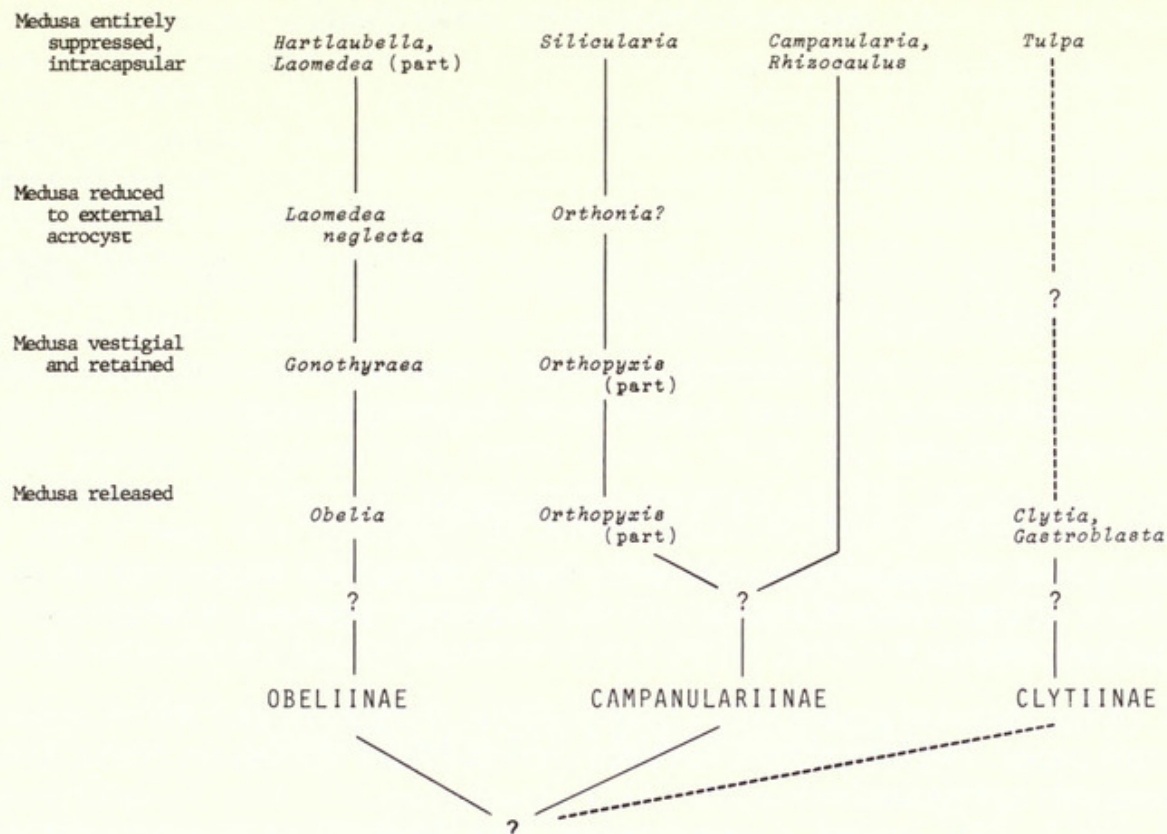 Medusa entirely
suppressed,
intracapsular
Hartlaubella,
Laomedea (part)
Silicularia
Campanularia,
Rhizocaulus
Tulpa
Medusa reduced
to external
acrocyst
Laomedea
neglecta
Orthonia?
?
Medusa vestigial
and retained
Gonothyraea
Orthopyxis
(part)
Medusa released
Obelia
Orthopyxis
(part)
Clytia,
Gastroblasta
?
?
?
OBELIINAE
CAMPANULARIINAE
CLYTIINAE
?